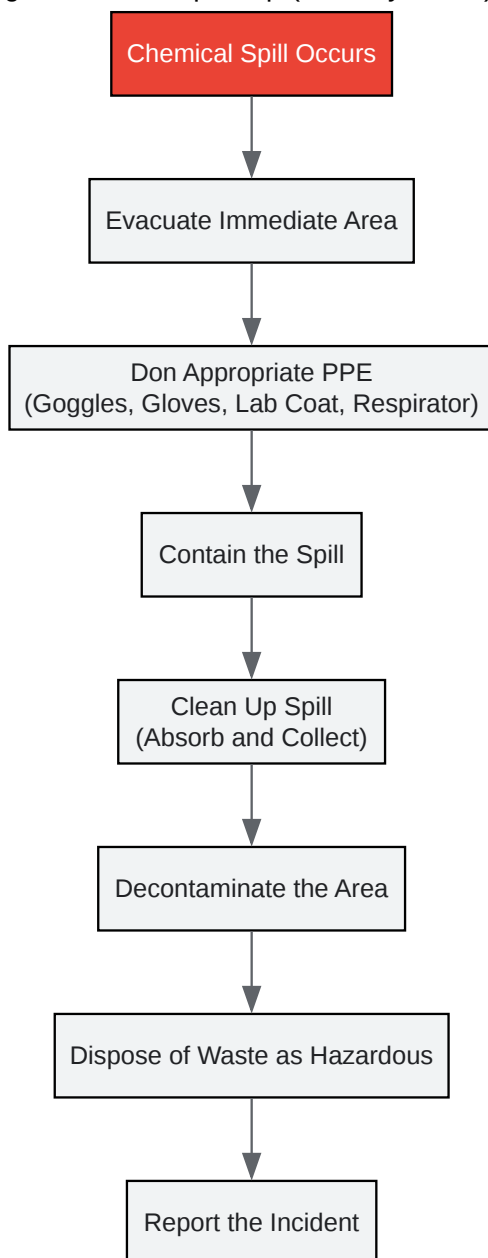 Chemical Spill Occurs
Evacuate Immediate Area
Don Appropriate PPE
(Goggles, Gloves, Lab Coat, Respirator)
Contain the Spill
Clean Up Spill
(Absorb and Collect)
Decontaminate the Area
Dispose of Waste as Hazardous
Report the Incident